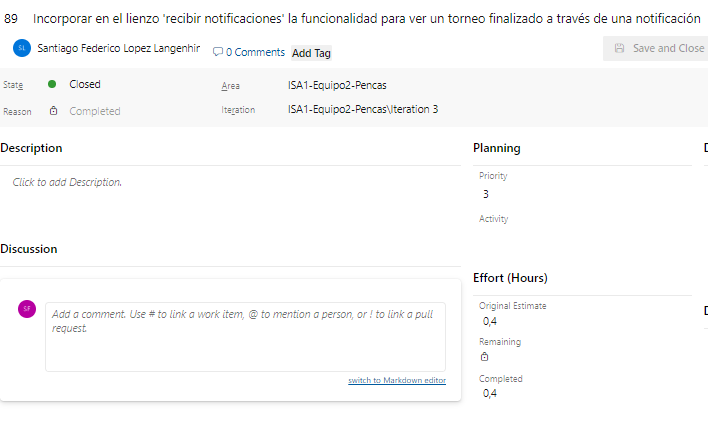 89 Incorporar en el lienzo 'recibir notificaciones' la funcionalidad para ver un torneo finalizado a través de una notificación
SL Santiago Federico Lopez Langenhir 0 Comments Add Tag Save and Close
State Closed Area ISA1-Equipo2-Pencas
Reason Completed Iteration ISA1-Equipo2-Pencas\Iteration 3
Description
Click to add Description.
Planning
Priority
3
Activity
Discussion
SF
Add a comment. Use # to link a work item, @ to mention a person, or ! to link a pull
request.
switch to Markdown editor
Effort (Hours)
Original Estimate
0,4
Remaining
Completed
0,4